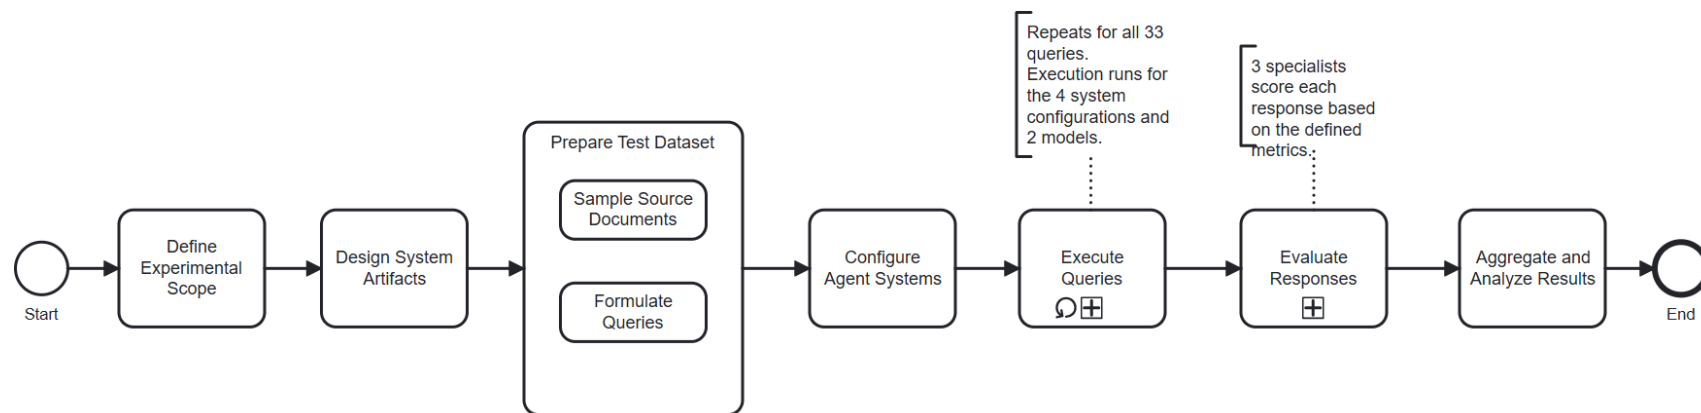 Start
Define
Experimental
Scope
Design System
Artifacts
Prepare Test Dataset
Sample Source
Documents
Formulate
Queries
Configure
Agent Systems
Repeats for all 33
queries.
Execution runs for
the 4 system
configurations and
2 models.
Execute
Queries
3 specialists
score each
response based
on the defined
metrics.
Evaluate
Responses
Aggregate and
Analyze Results
End